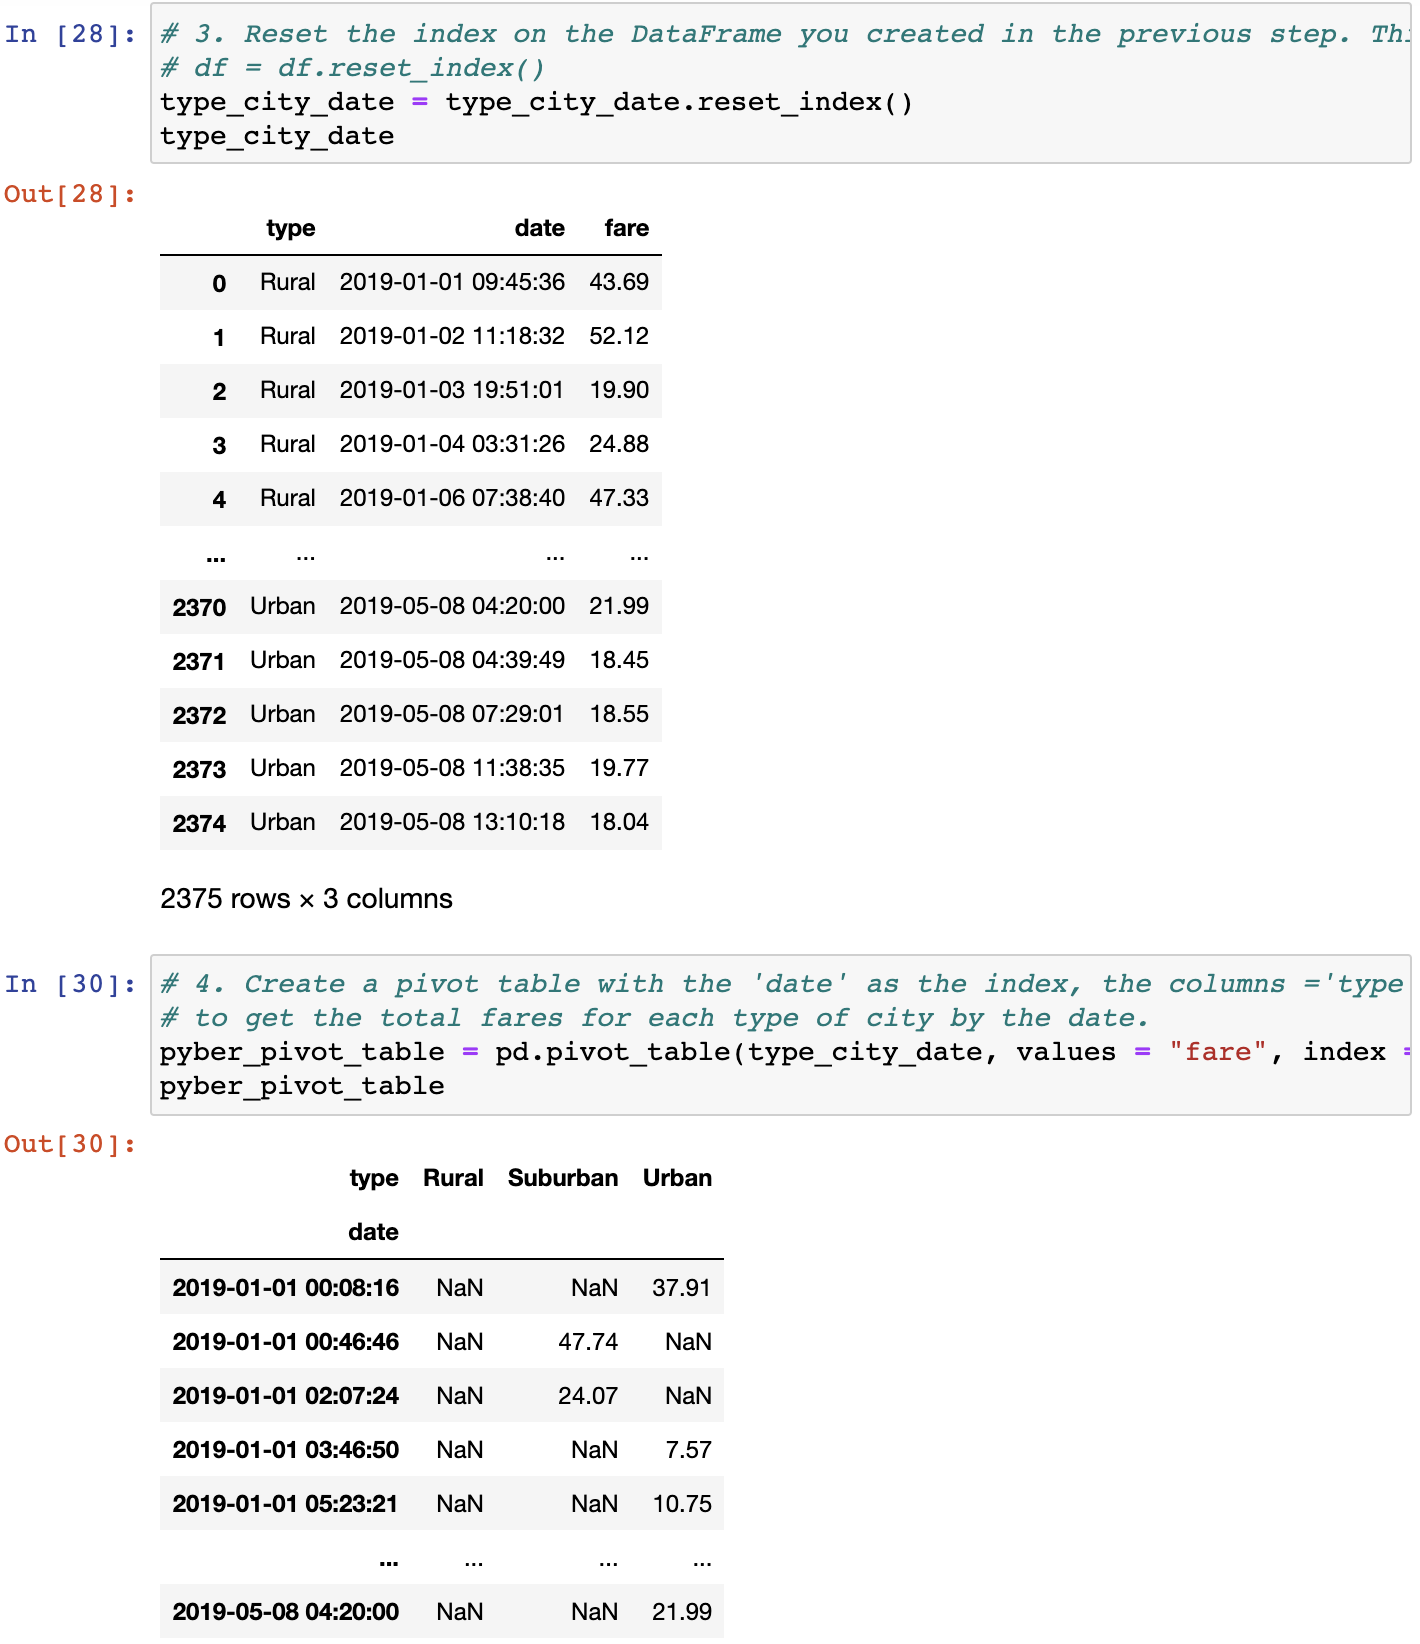 In [28]: # 3. Reset the index on the DataFrame you created in the previous step.
# df = df.reset_index()
type_city_date = type_city_date.reset_index()
type_city_date
Out[28]:
type date fare
0 Rural 2019-01-01 09:45:36 43.69
1 Rural 2019-01-02 11:18:32 52.12
2 Rural 2019-01-03 19:51:01 19.90
3 Rural 2019-01-04 03:31:26 24.88
4 Rural 2019-01-06 07:38:40 47.33
... ... ... ...
2370 Urban 2019-05-08 04:20:00 21.99
2371 Urban 2019-05-08 04:39:49 18.45
2372 Urban 2019-05-08 07:29:01 18.55
2373 Urban 2019-05-08 11:38:35 19.77
2374 Urban 2019-05-08 13:10:18 18.04
2375 rows × 3 columns
In [30]: # 4. Create a pivot table with the 'date' as the index, the columns ='type
# to get the total fares for each type of city by the date.
pyber_pivot_table = pd.pivot_table(type_city_date, values = "fare", index =
pyber_pivot_table
Out[30]:
type Rural Suburban Urban
date
2019-01-01 00:08:16 NaN NaN 37.91
2019-01-01 00:46:46 NaN 47.74 NaN
2019-01-01 02:07:24 NaN 24.07 NaN
2019-01-01 03:46:50 NaN NaN 7.57
2019-01-01 05:23:21 NaN NaN 10.75
... ... ... ...
2019-05-08 04:20:00 NaN NaN 21.99